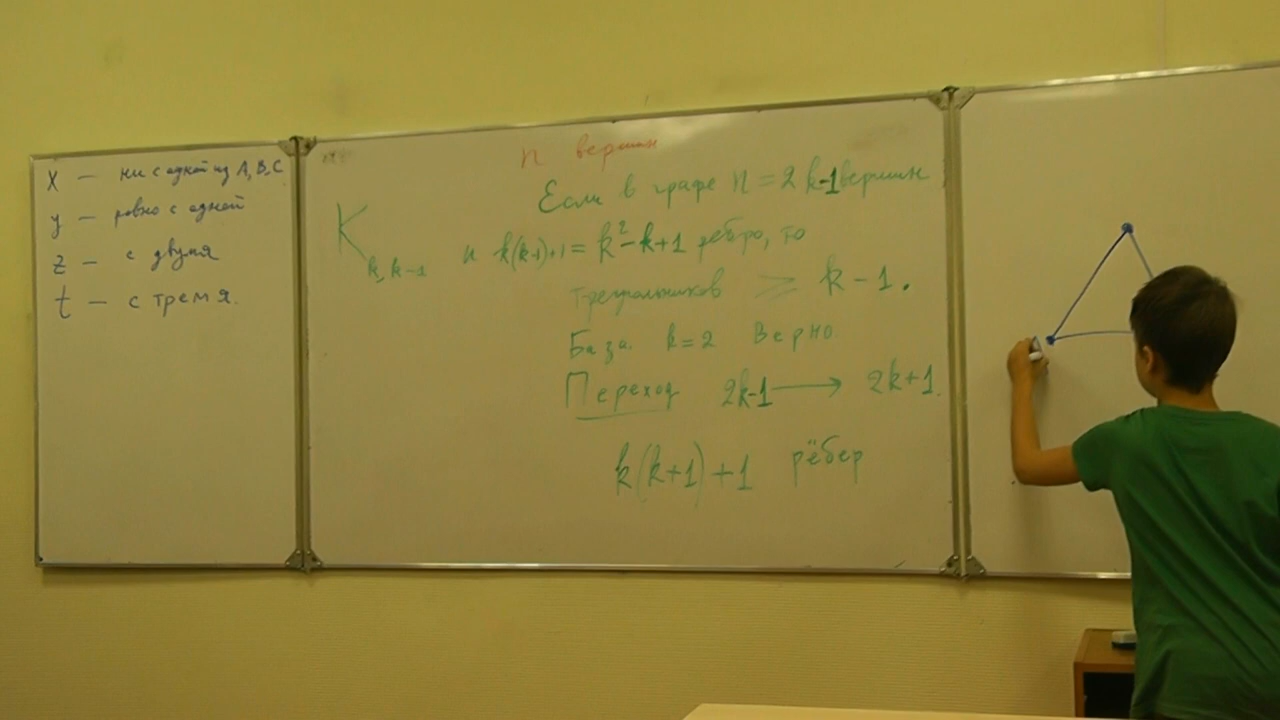 X — ни с одной из A, B, C
y — ровно с одной
z — с двумя
t — с тремя.
n вершин
Если в графе n = 2k-1 вершин
K_{k, k-1}
и k(k-1)+1 = k²-k+1 ребро, то
треугольников ≥ k-1.
База. k=2 Верно.
Переход 2k-1 → 2k+1.
k(k+1)+1 рёбер